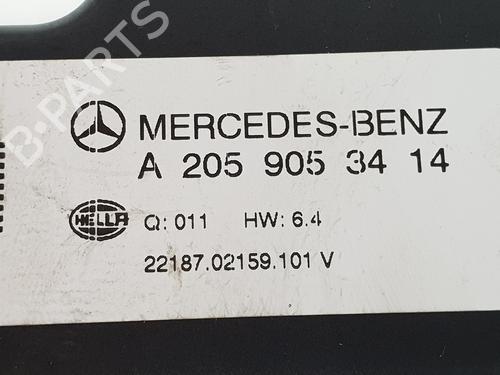 B-PARTS
MERCEDES-BENZ
A 205 905 34 14
HELLA
Q: 011 HW: 6.4
22187.02159.101 V